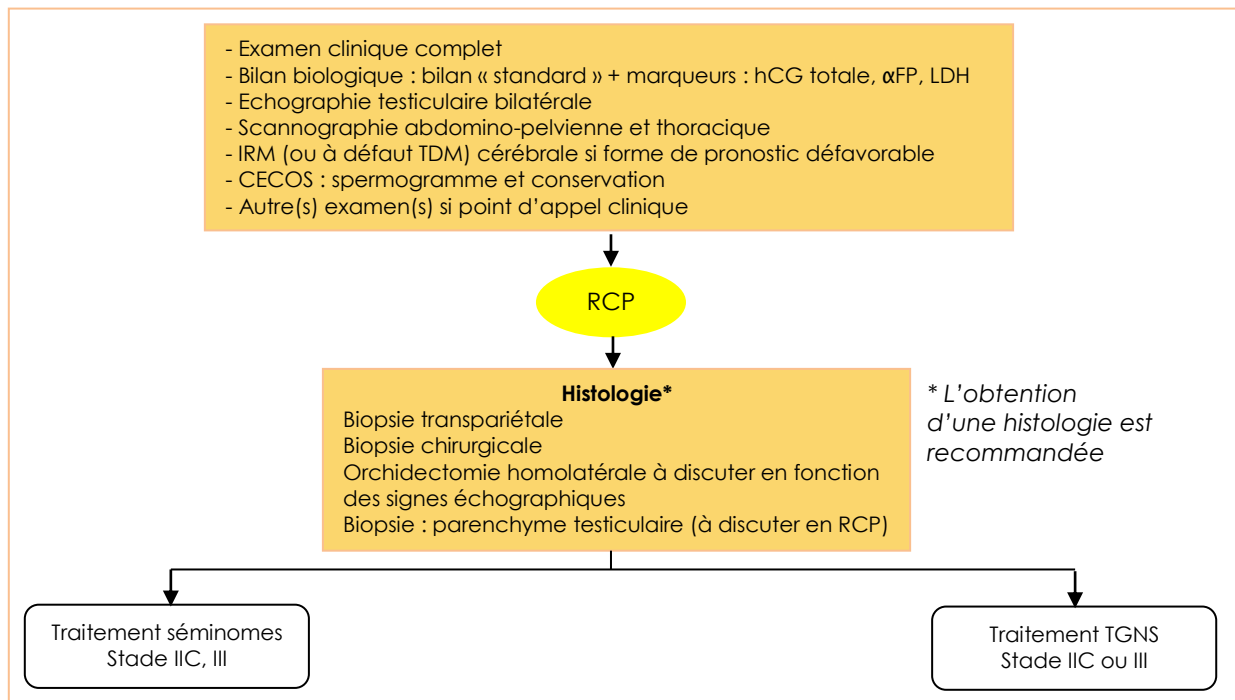 - Examen clinique complet
- Bilan biologique : bilan « standard » + marqueurs : hCG totale, αFP, LDH
- Echographie testiculaire bilatérale
- Scannographie abdomino-pelvienne et thoracique
- IRM (ou à défaut TDM) cérébrale si forme de pronostic défavorable
- CECOS : spermogramme et conservation
- Autre(s) examen(s) si point d’appel clinique
RCP
Histologie*
Biopsie transpariétale
Biopsie chirurgicale
Orchidectomie homolatérale à discuter en fonction
des signes échographiques
Biopsie : parenchyme testiculaire (à discuter en RCP)
* L’obtention
d’une histologie est
recommandée
Traitement séminomes
Stade IIC, III
Traitement TGNS
Stade IIC ou III